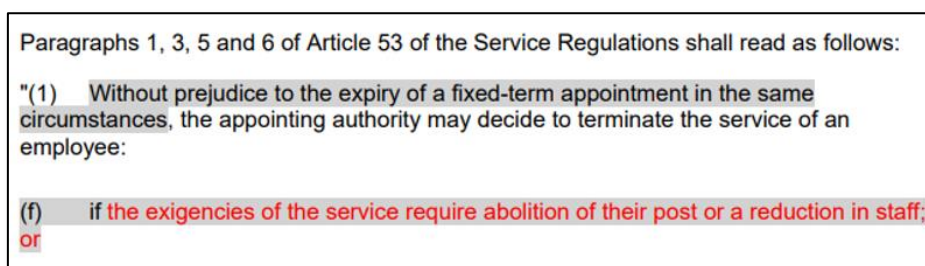 Paragraphs 1, 3, 5 and 6 of Article 53 of the Service Regulations shall read as follows:
"(1) Without prejudice to the expiry of a fixed-term appointment in the same
circumstances, the appointing authority may decide to terminate the service of an
employee:
(f) if the exigencies of the service require abolition of their post or a reduction in staff;
or